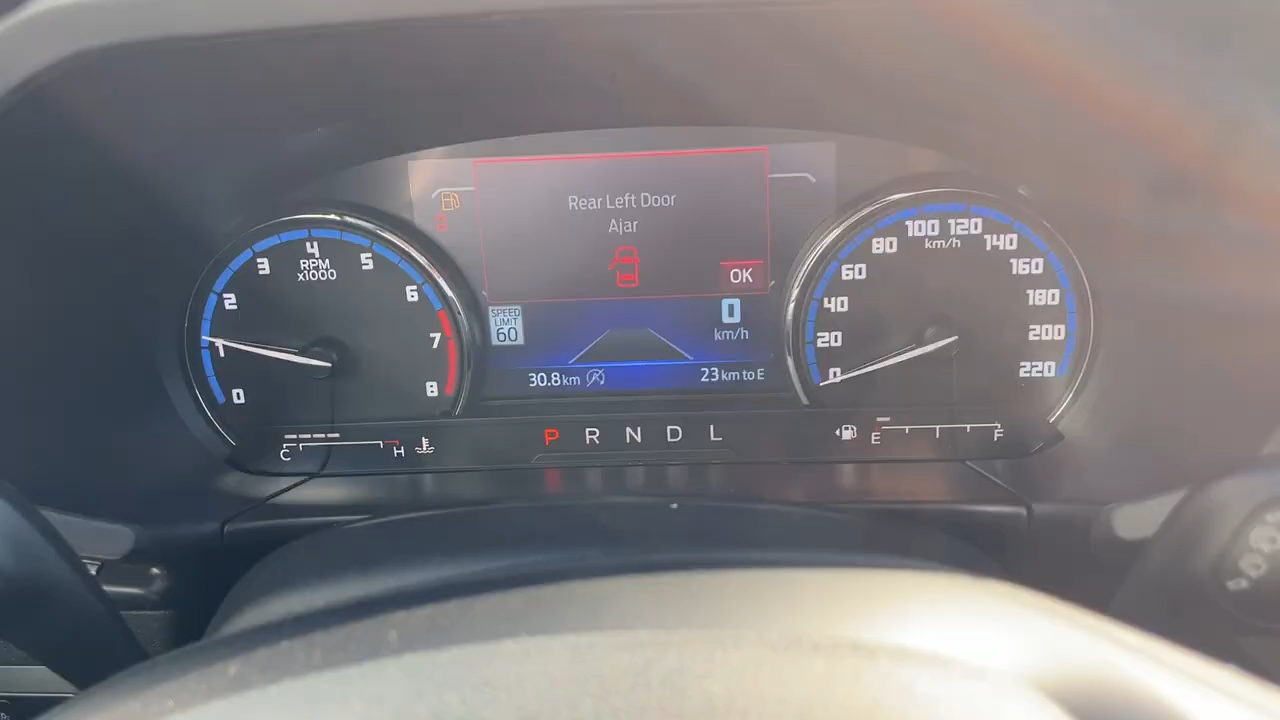 Rear Left Door
Ajar
OK
SPEED
LIMIT
60
0
km/h
30.8 km
23 km to E
0
1
2
3
4
5
6
7
8
RPM
x1000
0
20
40
60
80
100
120
140
160
180
200
220
km/h
C
H
P R N D L
E
F